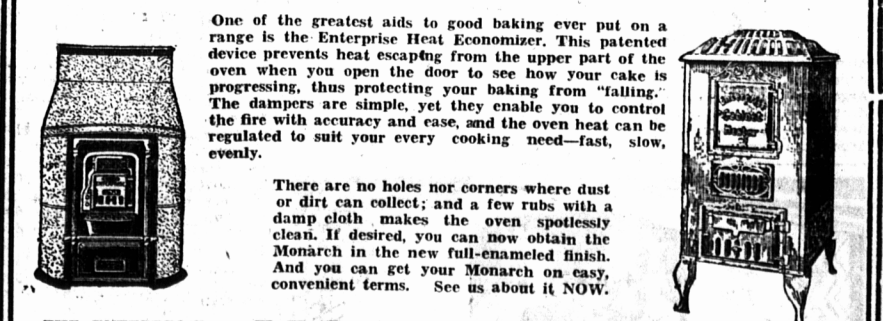 One of the greatest aids to good baking ever put on a
range is the Enterprise Heat Economizer. This patented
device prevents heat escaping from the upper part of the
oven when you open the door to see how your cake is
progressing, thus protecting your baking from "falling."
The dampers are simple, yet they enable you to control
the fire with accuracy and ease, and the oven heat can be
regulated to suit your every cooking need—fast, slow,
evenly.
There are no holes nor corners where dust
or dirt can collect; and a few rubs with a
damp cloth makes the oven spotlessly
clean. If desired, you can now obtain the
Monarch in the new full-enameled finish.
And you can get your Monarch on easy,
convenient terms. See us about it NOW.
Cabinet
Heater